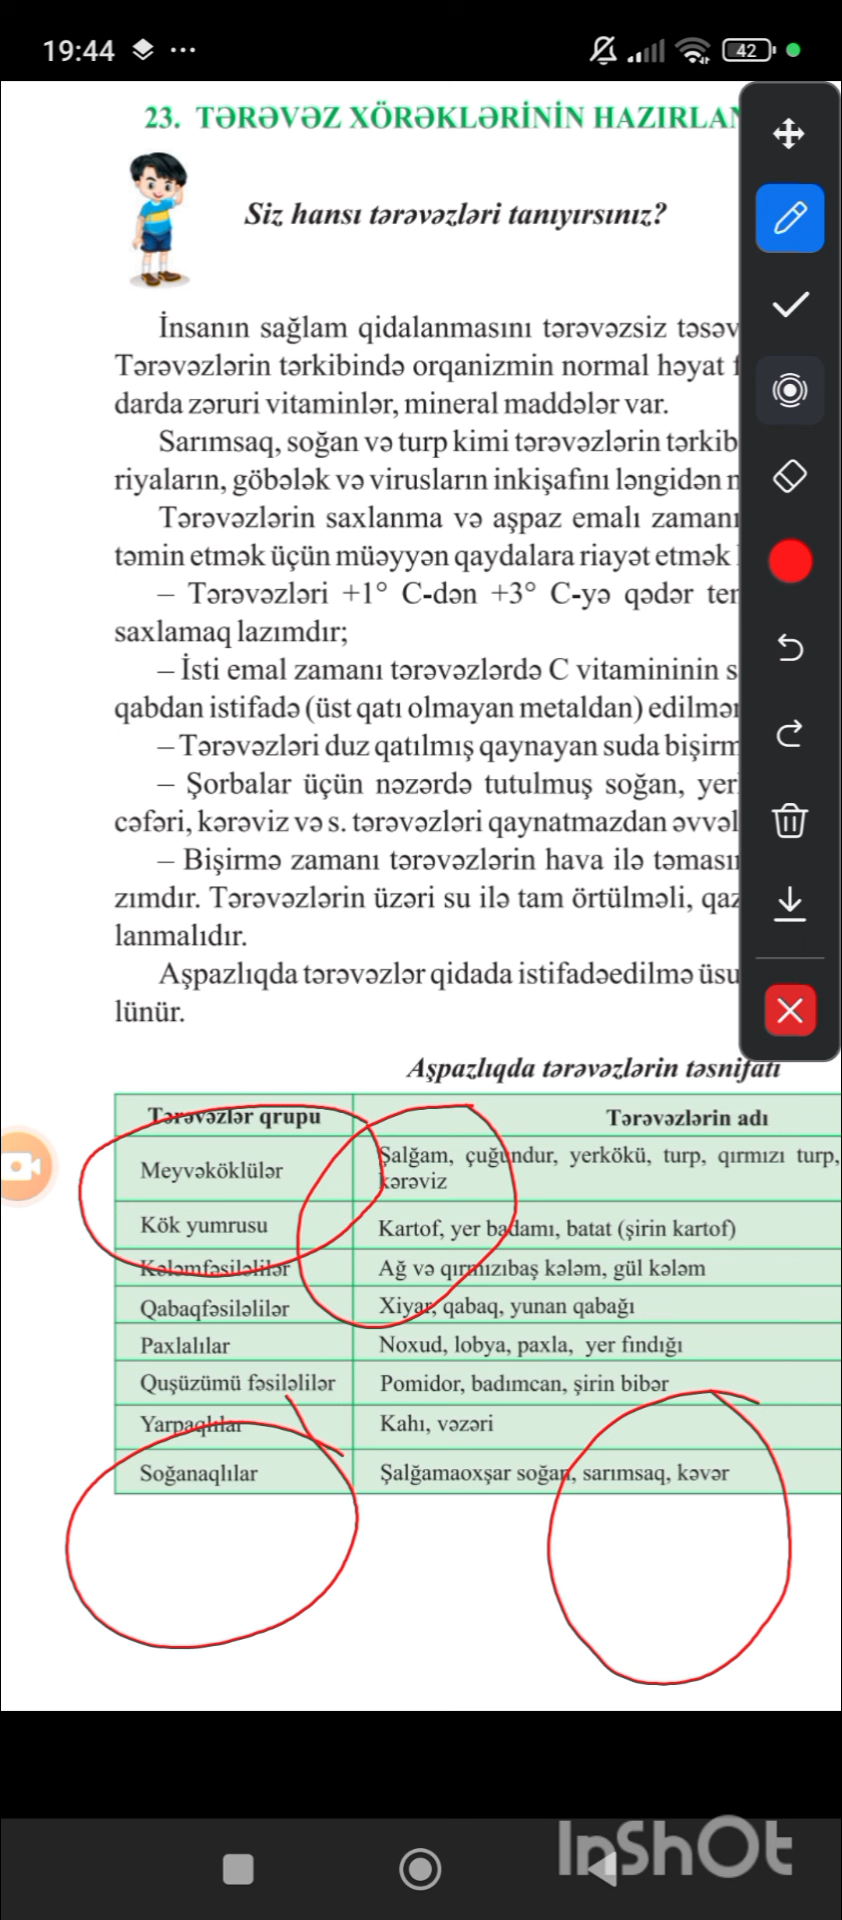 19:44
42
23. TƏRƏVƏZ XÖRƏKLƏRİNİN HAZIRLAN
Siz hansı tərəvəzləri tanıyırsınız?
İnsanın sağlam qidalanmasını tərəvəzsiz təsəv
Tərəvəzlərin tərkibində orqanizmin normal həyat f
darda zəruri vitaminlər, mineral maddələr var.
Sarımsaq, soğan və turp kimi tərəvəzlərin tərkib
riyaların, göbələk və virusların inkişafını ləngidən m
Tərəvəzlərin saxlanma və aşpaz emalı zamanı
təmin etmək üçün müəyyən qaydalara riayət etmək
– Tərəvəzləri +1° C-dən +3° C-yə qədər tem
saxlamaq lazımdır;
– İsti emal zamanı tərəvəzlərdə C vitamininin s
qabdan istifadə (üst qatı olmayan metaldan) edilmə
– Tərəvəzləri duz qatılmış qaynayan suda bişirm
– Şorbalar üçün nəzərdə tutulmuş soğan, yer
cəfəri, kərəviz və s. tərəvəzləri qaynatmazdan əvvəl
– Bişirmə zamanı tərəvəzlərin hava ilə təması
zımdır. Tərəvəzlərin üzəri su ilə tam örtülməli, qaz
lanmalıdır.
Aşpazlıqda tərəvəzlər qidada istifadəedilmə üsu
lünür.
Aşpazlıqda tərəvəzlərin təsnifatı
Tərəvəzlər qrupu Tərəvəzlərin adı
Meyvəköklülər Şalğam, çuğundur, yerkökü, turp, qırmızı turp,
kərəviz
Kök yumrusu Kartof, yer badamı, batat (şirin kartof)
Kələmfəsiləlilər Ağ və qırmızıbaş kələm, gül kələm
Qabaqfəsiləlilər Xiyar, qabaq, yunan qabağı
Paxlalılar Noxud, lobya, paxla, yer fındığı
Quşüzümü fəsiləlilər Pomidor, badımcan, şirin bibər
Yarpaqlılar Kahı, vəzəri
Soğanaqlılar Şalğamaoxşar soğan, sarımsaq, kəvər
InShOt